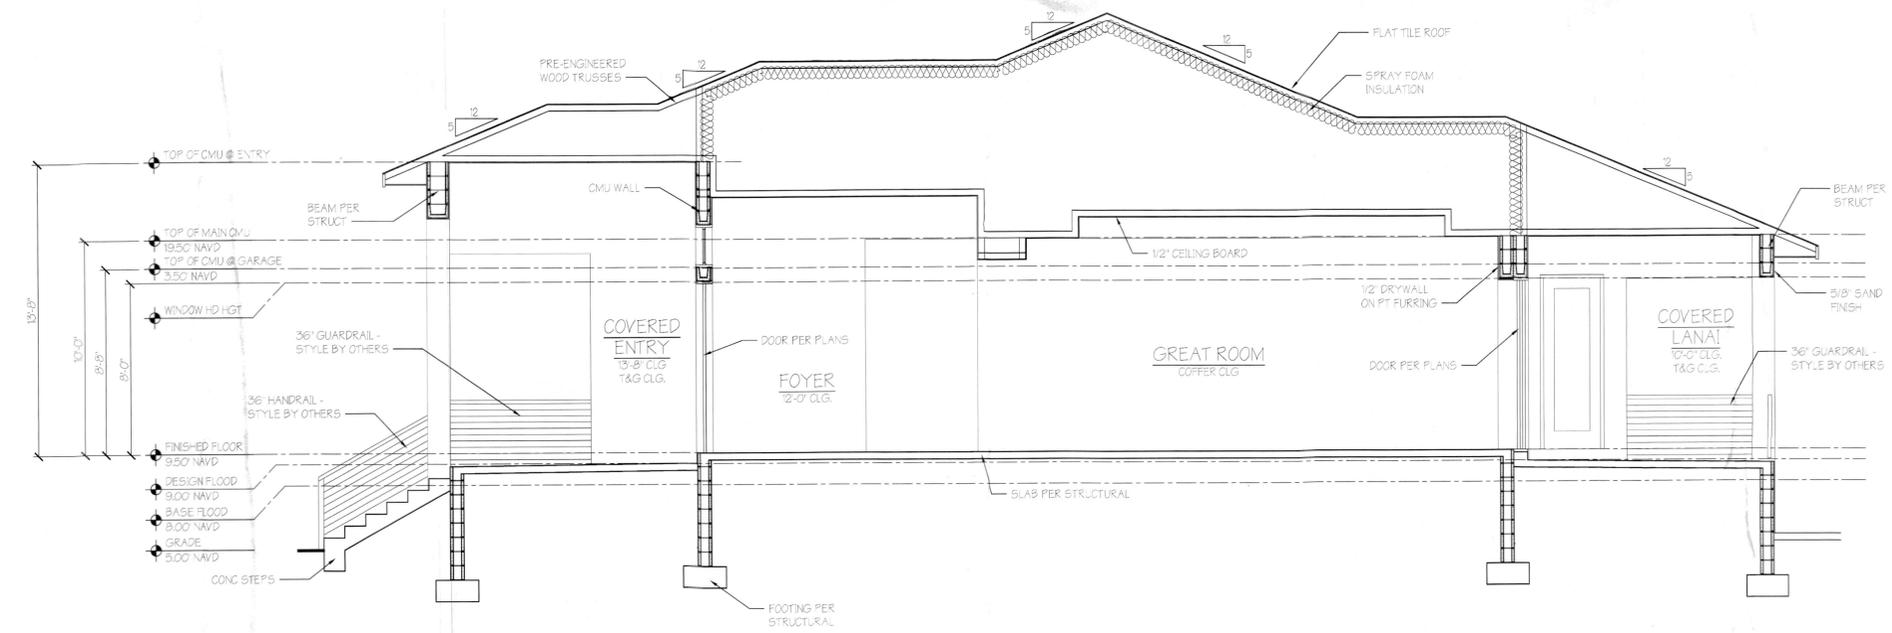 12
5
12
5
FLAT TILE ROOF
PRE-ENGINEERED
WOOD TRUSSES
12
5
SPRAY FOAM
INSULATION
12
5
TOP OF CMU @ ENTRY
12
5
CMU WALL
BEAM PER
STRUCT
BEAM PER
STRUCT
TOP OF MAIN CMU
19.50' NAVD
TOP OF CMU @ GARAGE
1/2" CEILING BOARD
3.50' NAVD
1/2" DRYWALL
ON PT FURRING
5/8" SAND
FINISH
WINDOW HD HGT
13'-8"
10'-0"
8'-8"
8'-0"
36" GUARDRAIL -
STYLE BY OTHERS
COVERED
ENTRY
13'-8" CLG
T&G CLG.
DOOR PER PLANS
FOYER
12'-0" CLG.
GREAT ROOM
COFFER CLG
DOOR PER PLANS
COVERED
LANAI
10'-0" CLG.
T&G CLG.
36" GUARDRAIL -
STYLE BY OTHERS
36" HANDRAIL -
STYLE BY OTHERS
FINISHED FLOOR
9.50' NAVD
DESIGN FLOOD
9.00' NAVD
SLAB PER STRUCTURAL
BASE FLOOD
8.00' NAVD
GRADE
5.00' NAVD
CONC STEPS
FOOTING PER
STRUCTURAL